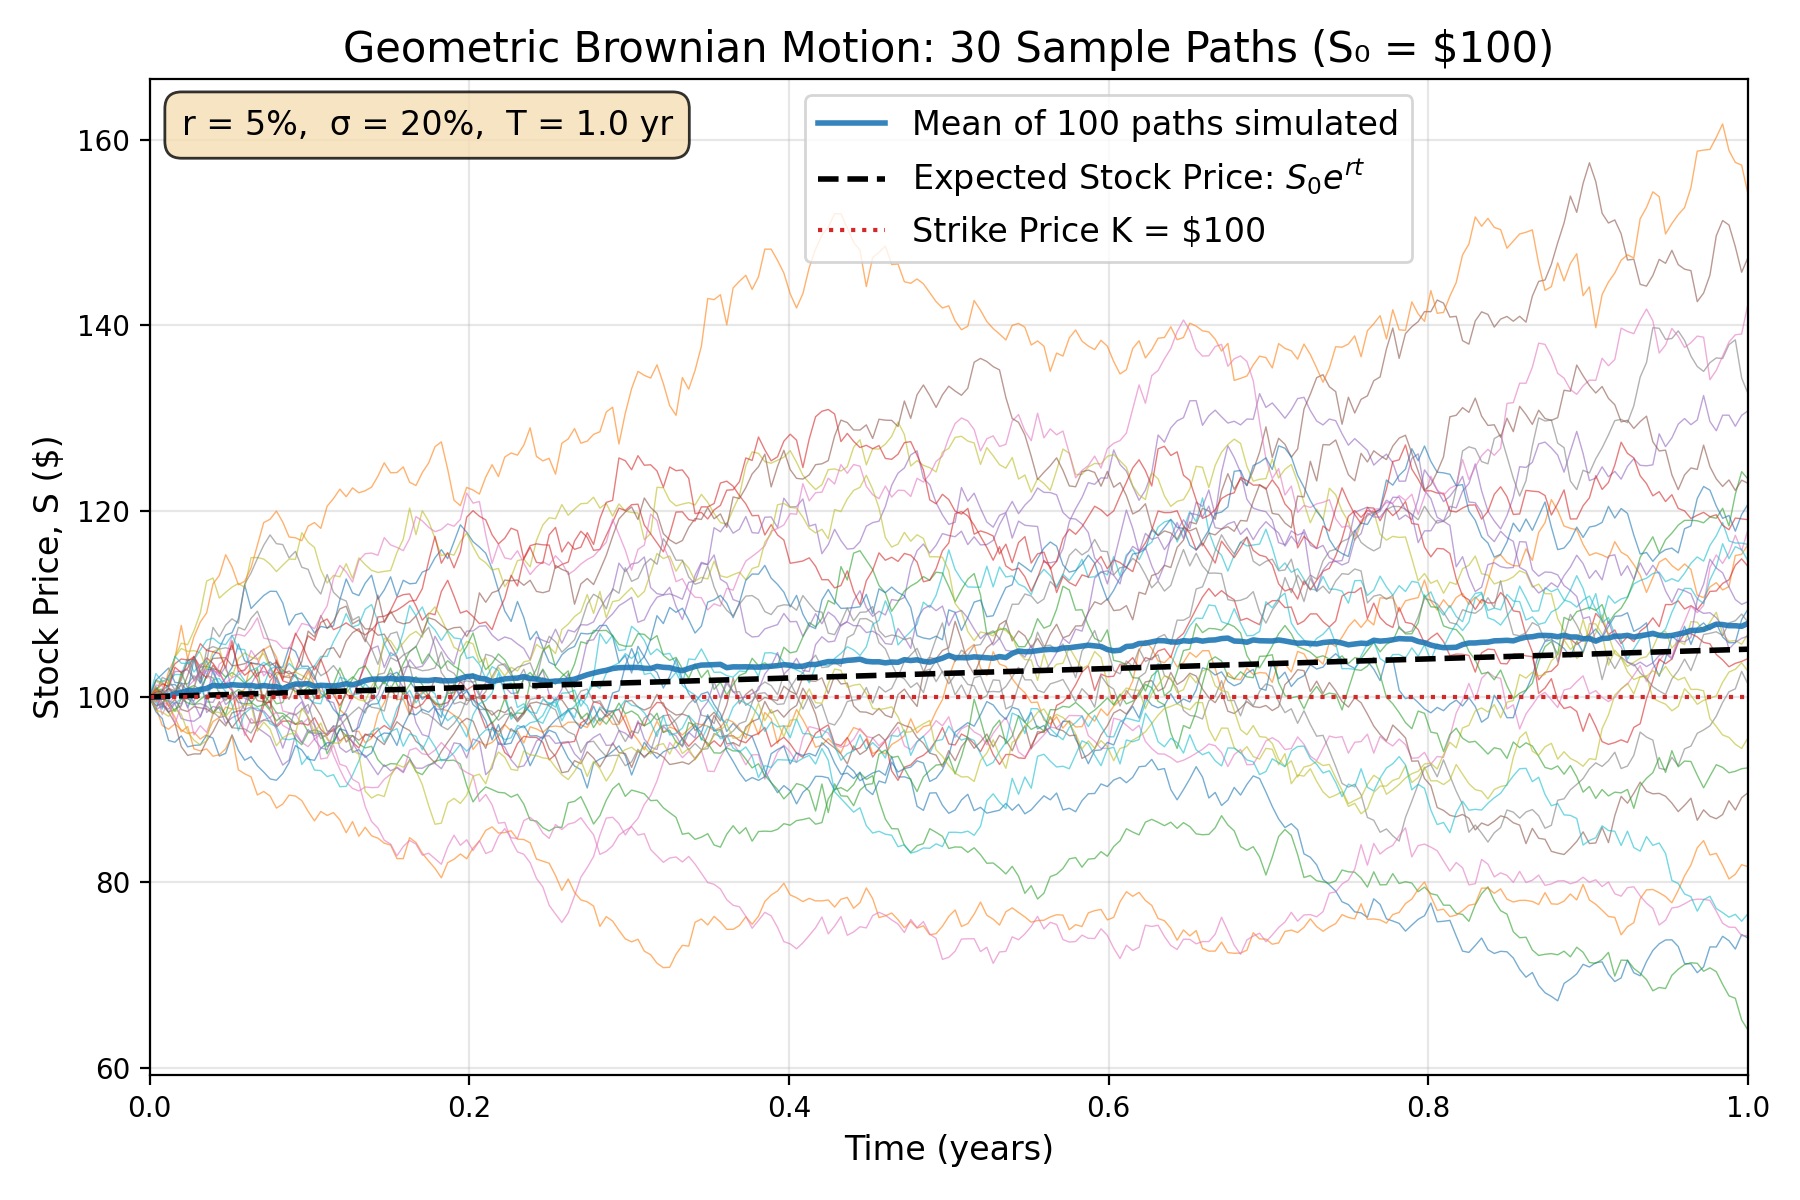 Geometric Brownian Motion: 30 Sample Paths (S₀ = $100)
r = 5%, σ = 20%, T = 1.0 yr
Mean of 100 paths simulated
Expected Stock Price: S₀eʳᵗ
Strike Price K = $100
Stock Price, S ($)
160
140
120
100
80
60
0.0 0.2 0.4 0.6 0.8 1.0
Time (years)